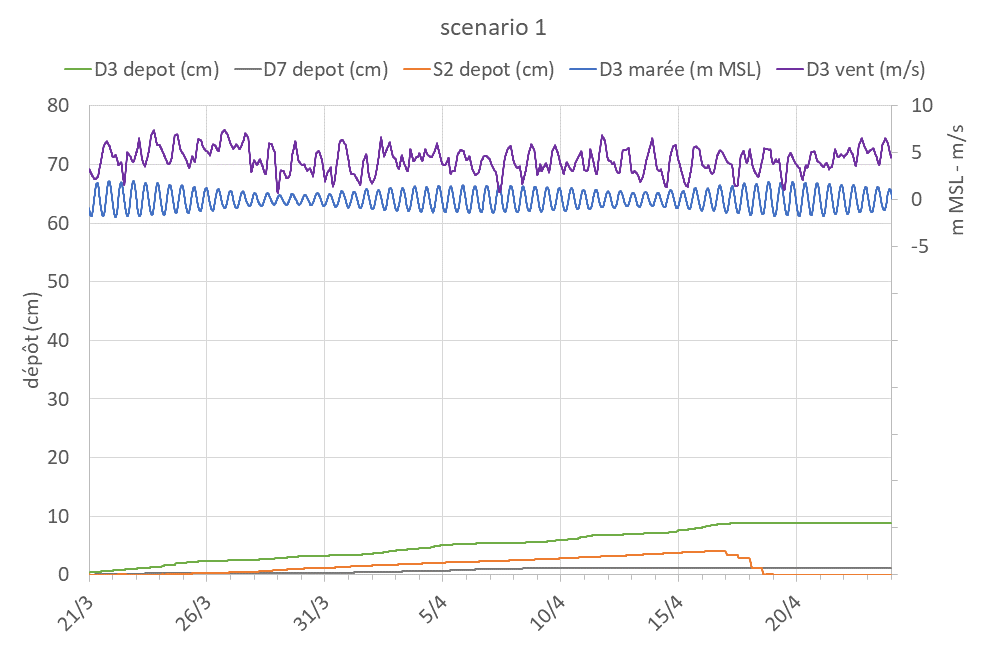 scenario 1
D3 depot (cm) D7 depot (cm) S2 depot (cm) D3 marée (m MSL) D3 vent (m/s)
80
70
60
50
40
30
20
10
0
dépôt (cm)
10
5
0
-5
m MSL - m/s
21/3 26/3 31/3 5/4 10/4 15/4 20/4